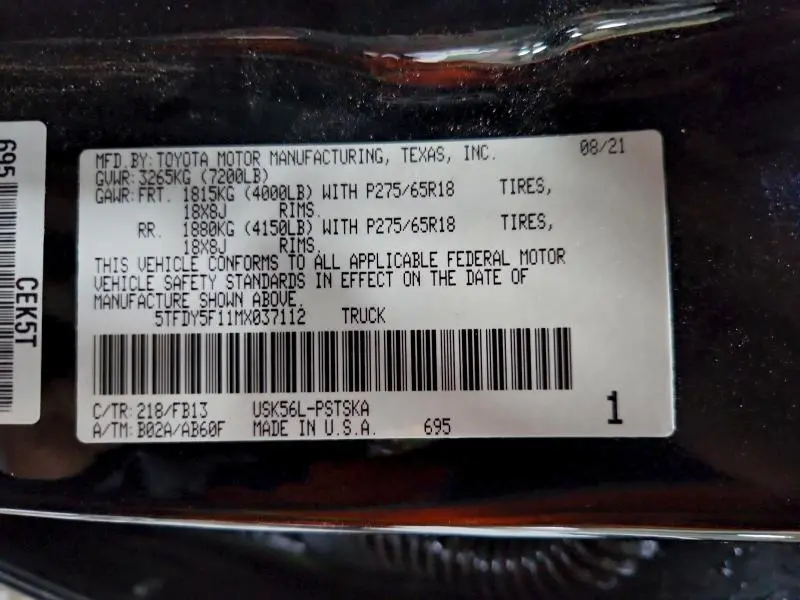 MFD.BY:TOYOTA MOTOR MANUFACTURING, TEXAS, INC. 08/21
GVWR:3265KG (7200LB)
GAWR:FRT. 1815KG (4000LB) WITH P275/65R18 TIRES,
18X8J RIMS.
RR. 1880KG (4150LB) WITH P275/65R18 TIRES,
18X8J RIMS.
THIS VEHICLE CONFORMS TO ALL APPLICABLE FEDERAL MOTOR
VEHICLE SAFETY STANDARDS IN EFFECT ON THE DATE OF
MANUFACTURE SHOWN ABOVE.
5TFDY5F11MX037112 TRUCK
C/TR:218/FB13 USK56L-PSTSKA
A/TM:B02A/AB60F MADE IN U.S.A. 695
1
695
CEK5T